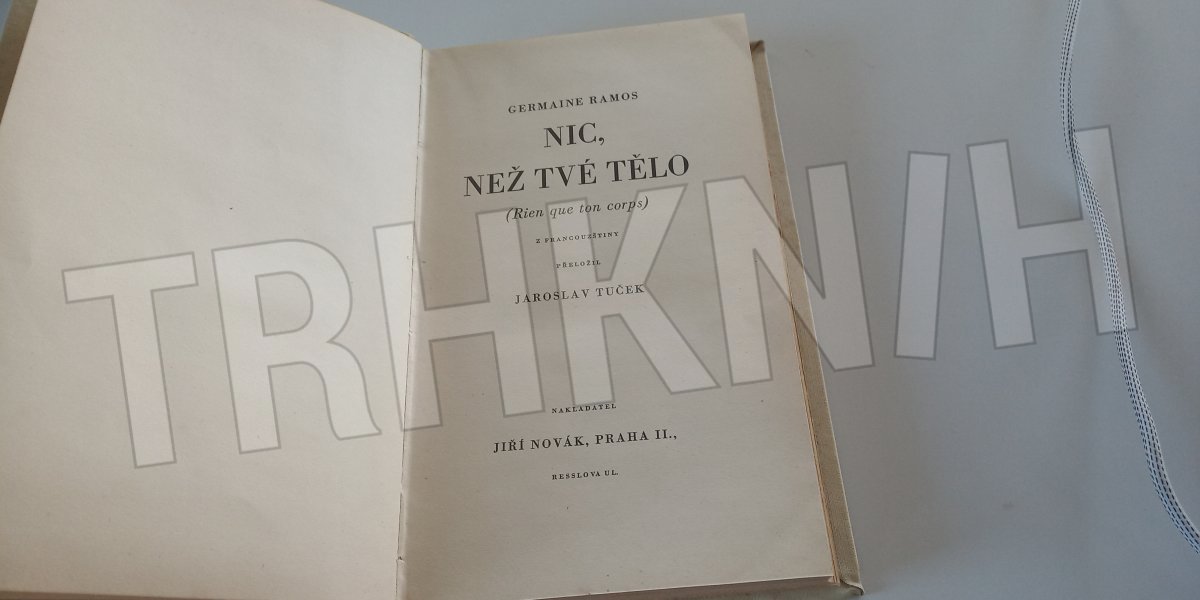 GERMAINE RAMOS
NIC,
NEŽ TVÉ TĚLO
(Rien que ton corps)
Z FRANCOUZŠTINY
PŘELOŽIL
JAROSLAV TUČEK
NAKLADATEL
JIŘÍ NOVÁK, PRAHA II.,
RESSLOVA UL.
TRHKNIH